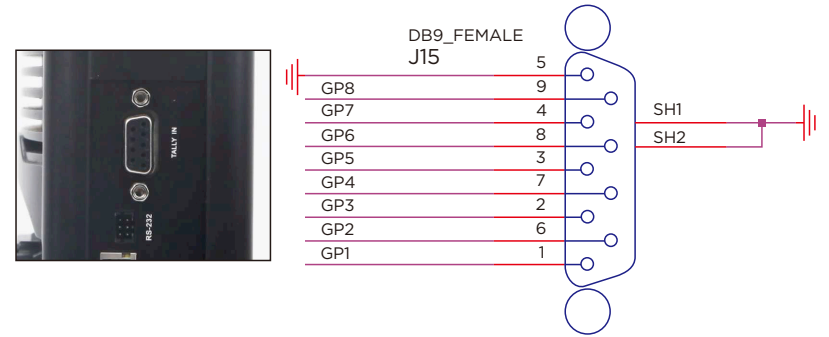 TALLY IN
RS-232
DB9_FEMALE
J15
5
GP8 9
GP7 4
GP6 8
GP5 3
GP4 7
GP3 2
GP2 6
GP1 1
SH1
SH2